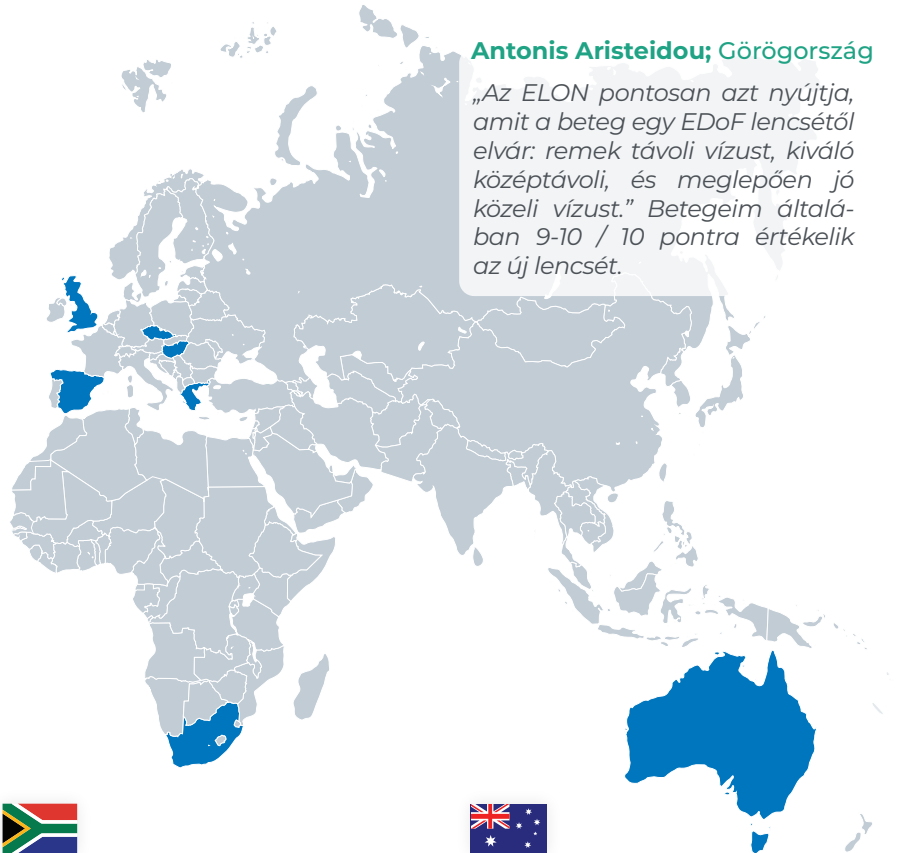 Antonis Aristeidou; Görögország
„Az ELON pontosan azt nyújtja,
amit a beteg egy EDoF lencsétől
elvár: remek távoli vízust, kiváló
középtávoli, és meglepően jó
közeli vízust.” Betegeim általá-
ban 9-10 / 10 pontra értékelik
az új lencsét.